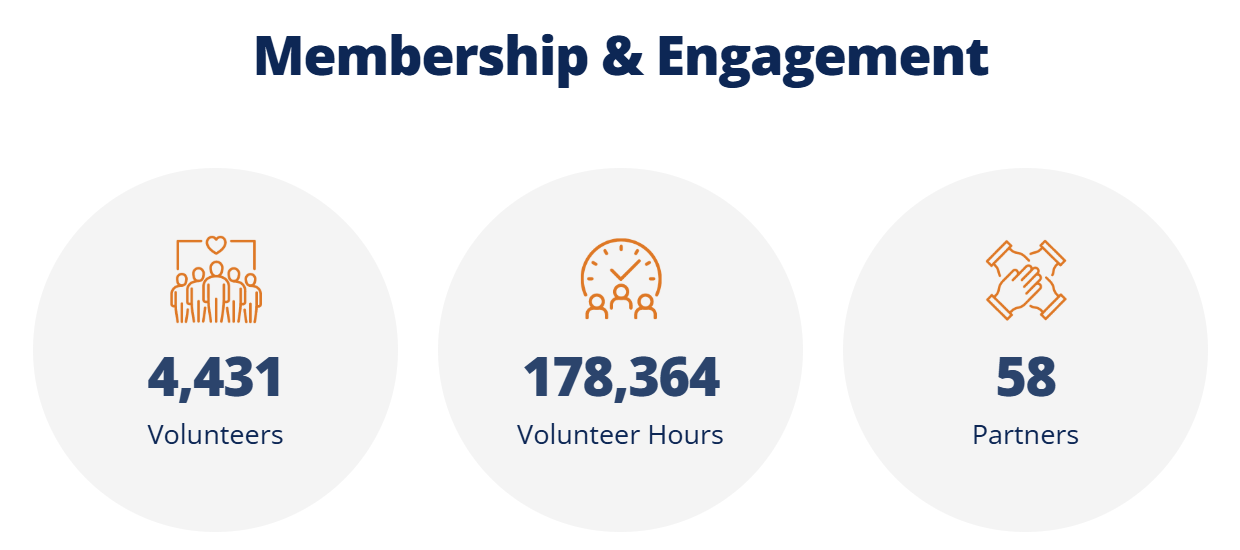 Membership & Engagement
4,431
Volunteers
178,364
Volunteer Hours
58
Partners